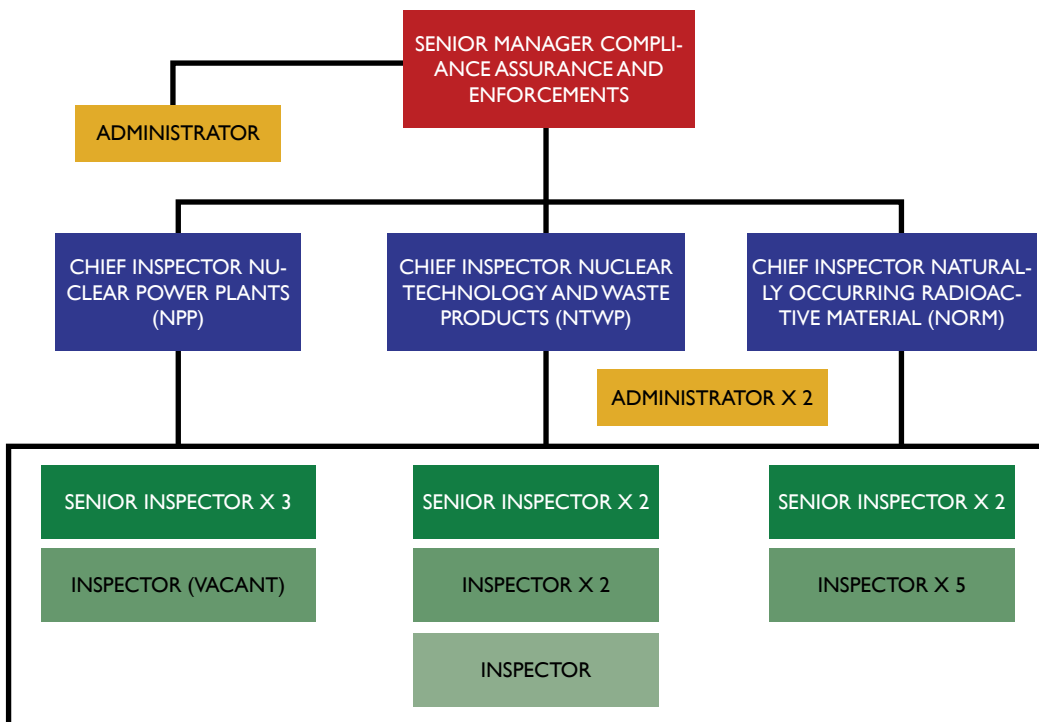 SENIOR MANAGER COMPLI-
ANCE ASSURANCE AND
ENFORCEMENTS
ADMINISTRATOR
CHIEF INSPECTOR NU-
CLEAR POWER PLANTS
(NPP)
CHIEF INSPECTOR NUCLEAR
TECHNOLOGY AND WASTE
PRODUCTS (NTWP)
CHIEF INSPECTOR NATURAL-
LY OCCURRING RADIOAC-
TIVE MATERIAL (NORM)
ADMINISTRATOR X 2
SENIOR INSPECTOR X 3
SENIOR INSPECTOR X 2
SENIOR INSPECTOR X 2
INSPECTOR (VACANT)
INSPECTOR X 2
INSPECTOR X 5
INSPECTOR